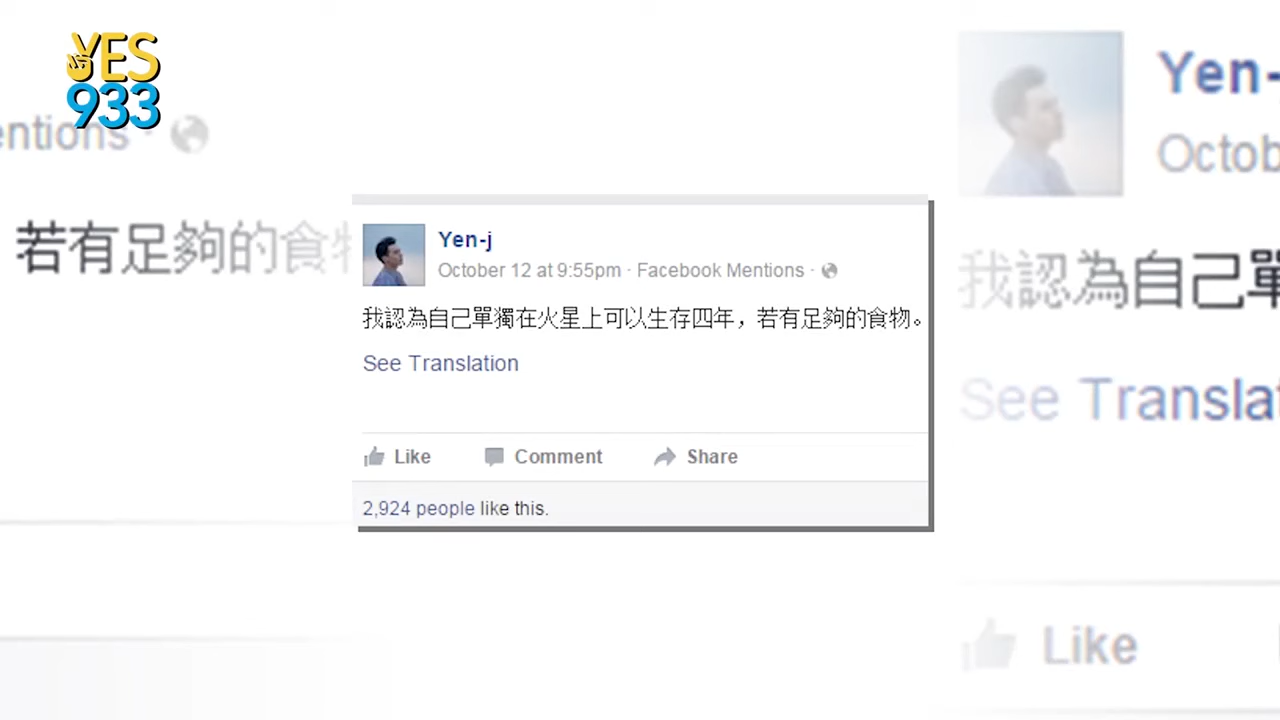 YES
933
entions ·
若有足夠的食物
Yen-
Octob
我認為自己單
See Translat
Like
Yen-j
October 12 at 9:55pm · Facebook Mentions ·
我認為自己單獨在火星上可以生存四年，若有足夠的食物。
See Translation
Like Comment Share
2,924 people like this.